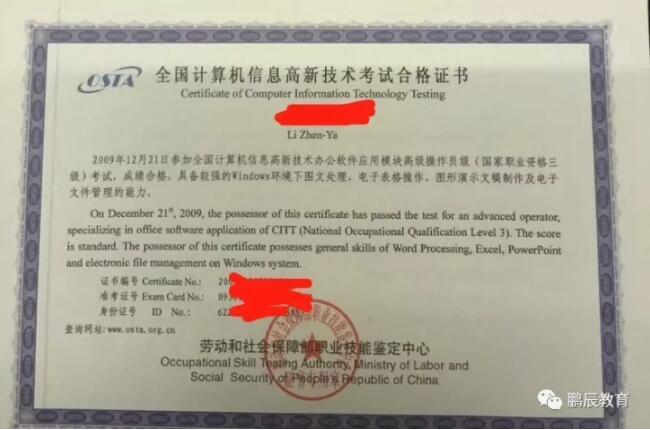 OSTA
全国计算机信息高新技术考试合格证书
Certificate of Computer Information Technology Testing
Li Zhen-Ya
2009年12月21日参加全国计算机信息高新技术办公软件应用模块高级操作员级（国家职业资格三
级）考试，成绩合格，具备较强的Windows环境下图文处理、电子表格操作、图形演示文稿制作及电子
文件管理的能力。
On December 21st, 2009, the possessor of this certificate has passed the test for an advanced operator,
specializing in office software application of CITT (National Occupational Qualification Level 3). The score
is standard. The possessor of this certificate possesses general skills of Word Processing, Excel, PowerPoint
and electronic file management on Windows system.
证书编号 Certificate No.: 200
准考证号 Exam Card No.: 09
身份证号 ID No.: 62
查询网站:www.osta.org.cn
劳动和社会保障部职业技能鉴定中心
Occupational Skill Testing Authority, Ministry of Labor and
Social Security of People's Republic of China
鹏辰教育